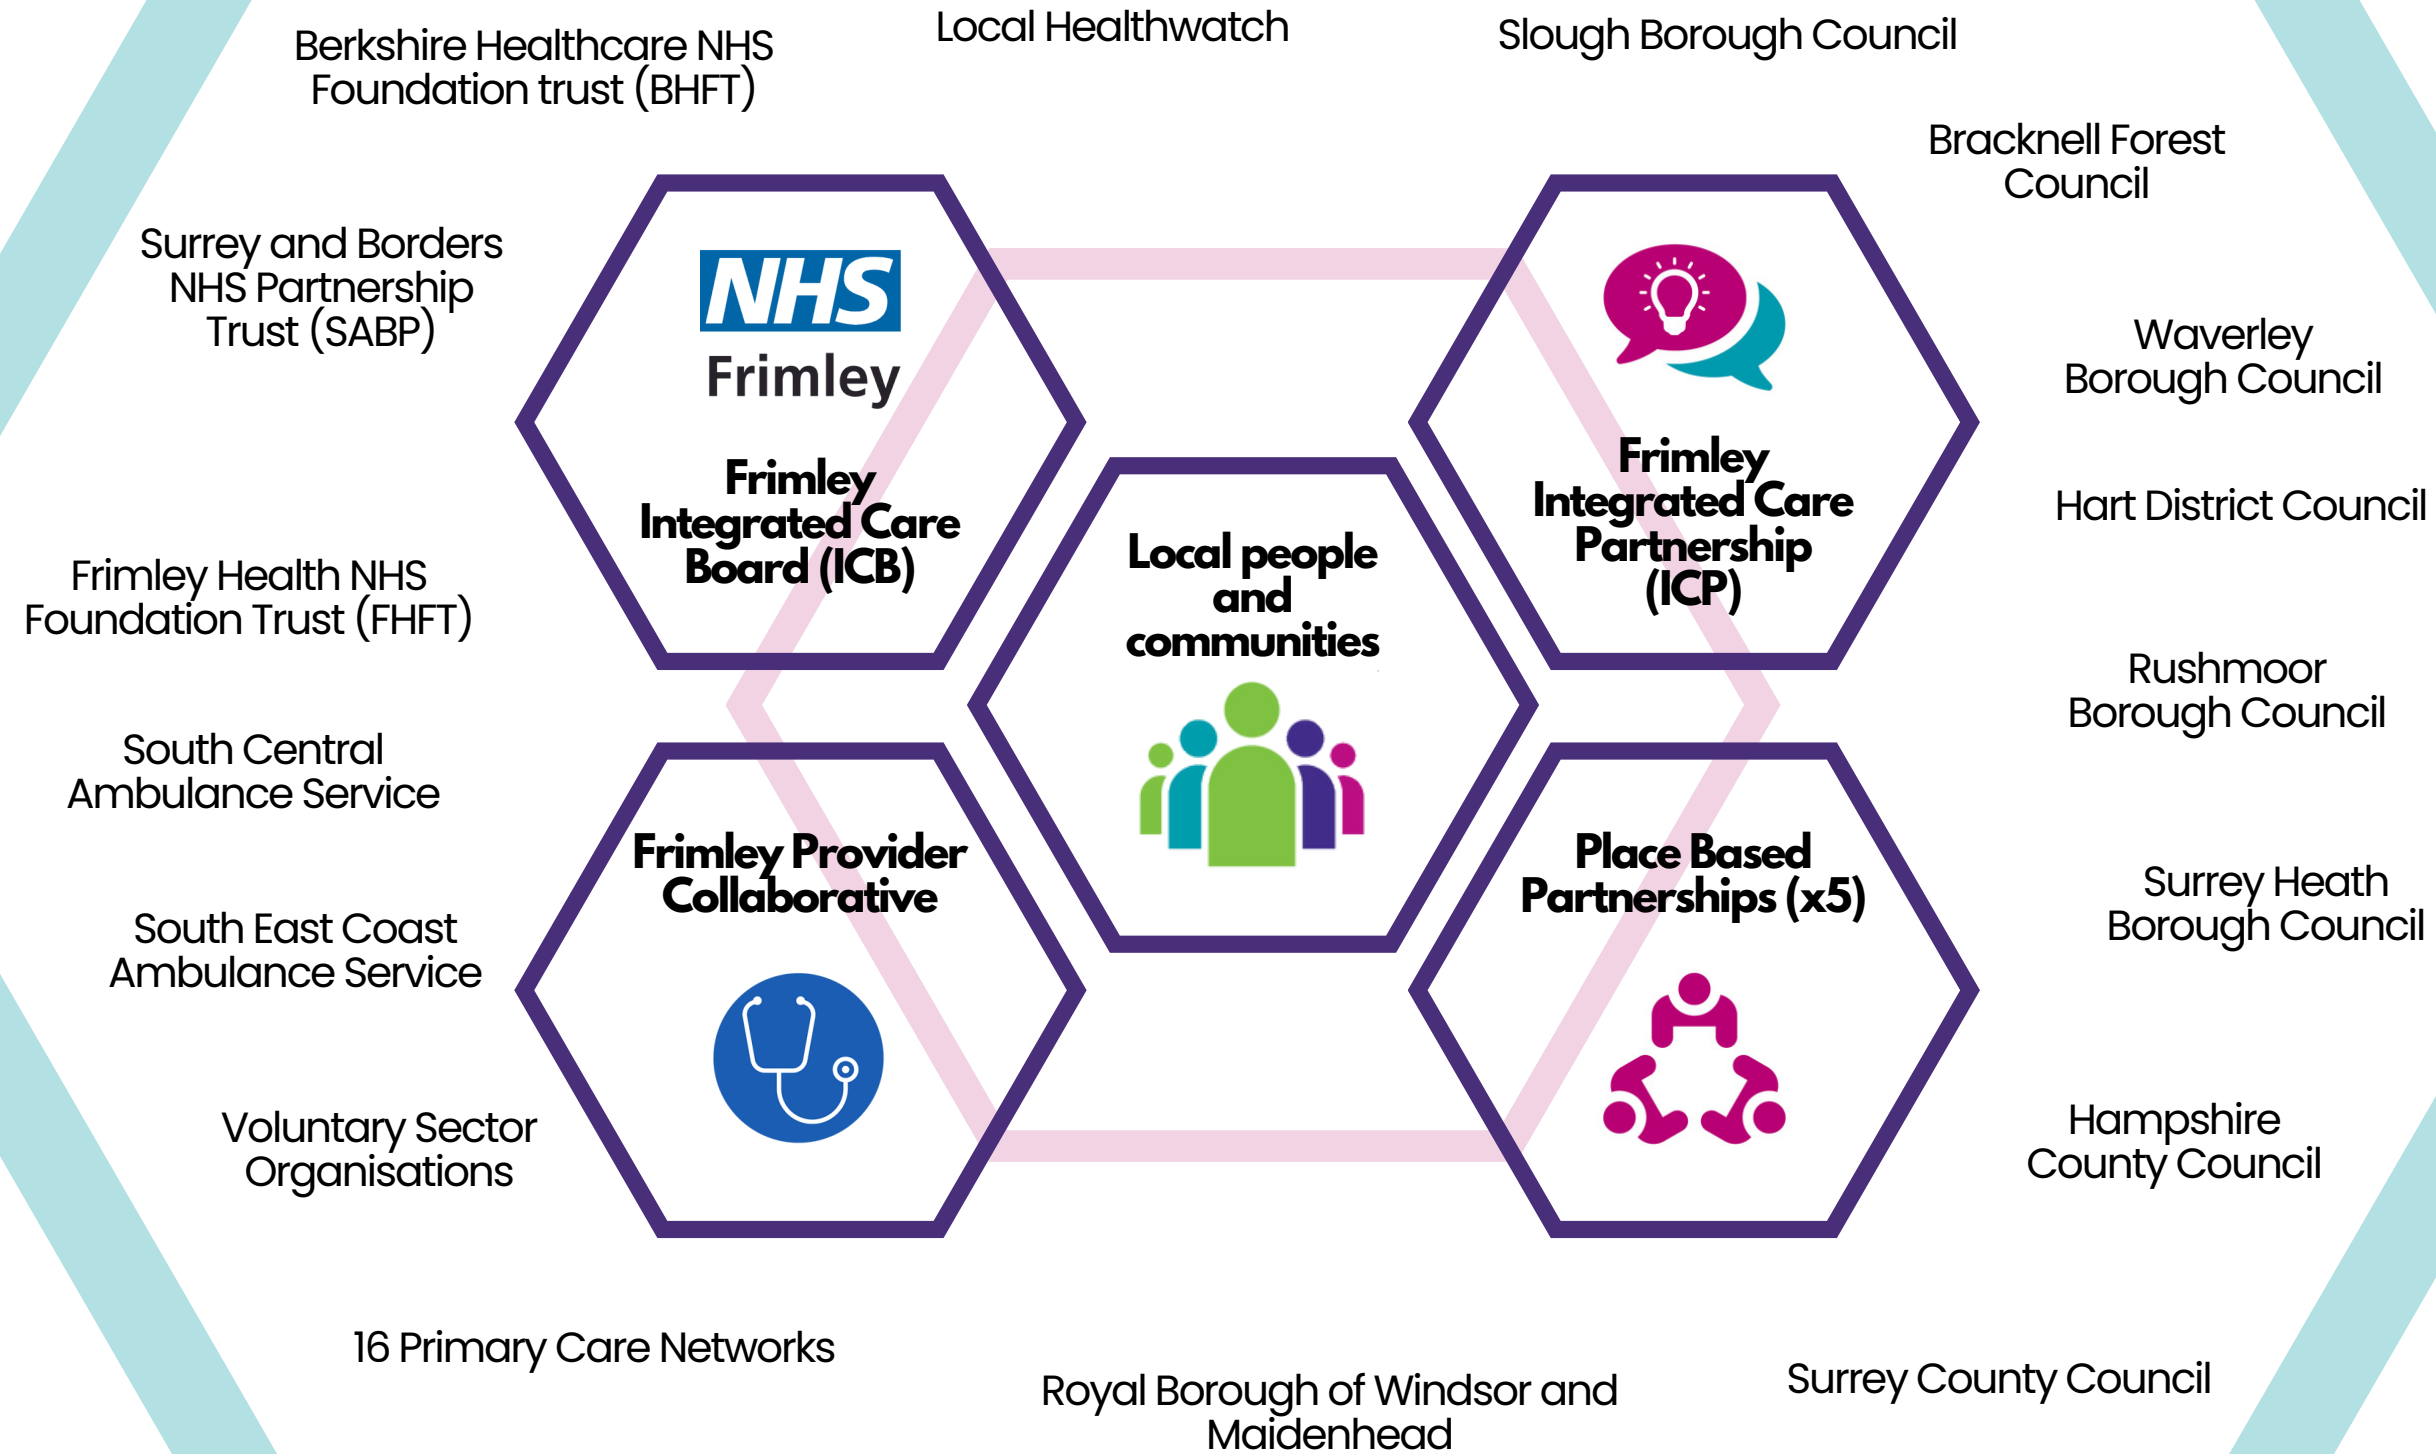 Berkshire Healthcare NHS
Foundation trust (BHFT)
Local Healthwatch
Slough Borough Council
Bracknell Forest
Council
Surrey and Borders
NHS Partnership
Trust (SABP)
Waverley
Borough Council
NHS
Frimley
Frimley
Integrated Care
Board (ICB)
Frimley
Integrated Care
Partnership
(ICP)
Hart District Council
Local people
and
communities
Frimley Health NHS
Foundation Trust (FHFT)
Rushmoor
Borough Council
South Central
Ambulance Service
Frimley Provider
Collaborative
Place Based
Partnerships (x5)
Surrey Heath
Borough Council
South East Coast
Ambulance Service
Voluntary Sector
Organisations
Hampshire
County Council
16 Primary Care Networks
Royal Borough of Windsor and
Maidenhead
Surrey County Council